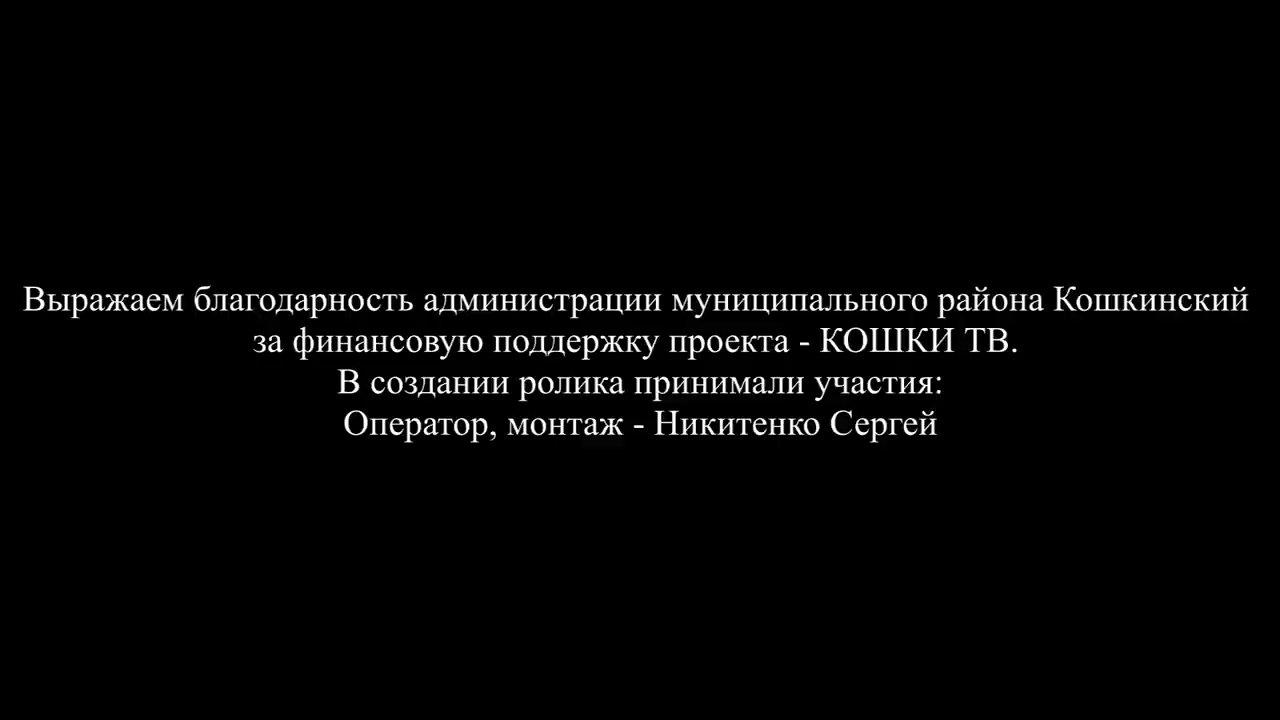 Выражаем благодарность администрации муниципального района Кошкинский
за финансовую поддержку проекта - КОШКИ ТВ.
В создании ролика принимали участия:
Оператор, монтаж - Никитенко Сергей